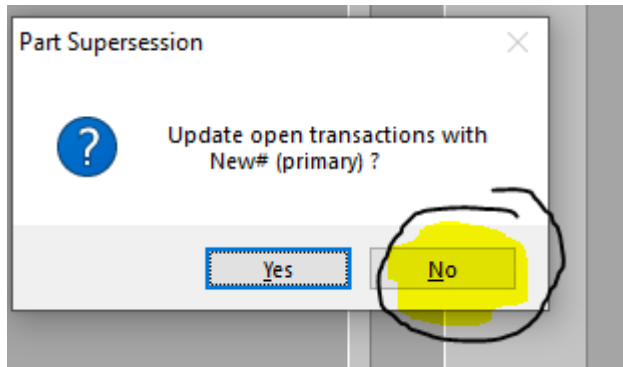 Part Supersession
Update open transactions with
New# (primary) ?
Yes
No